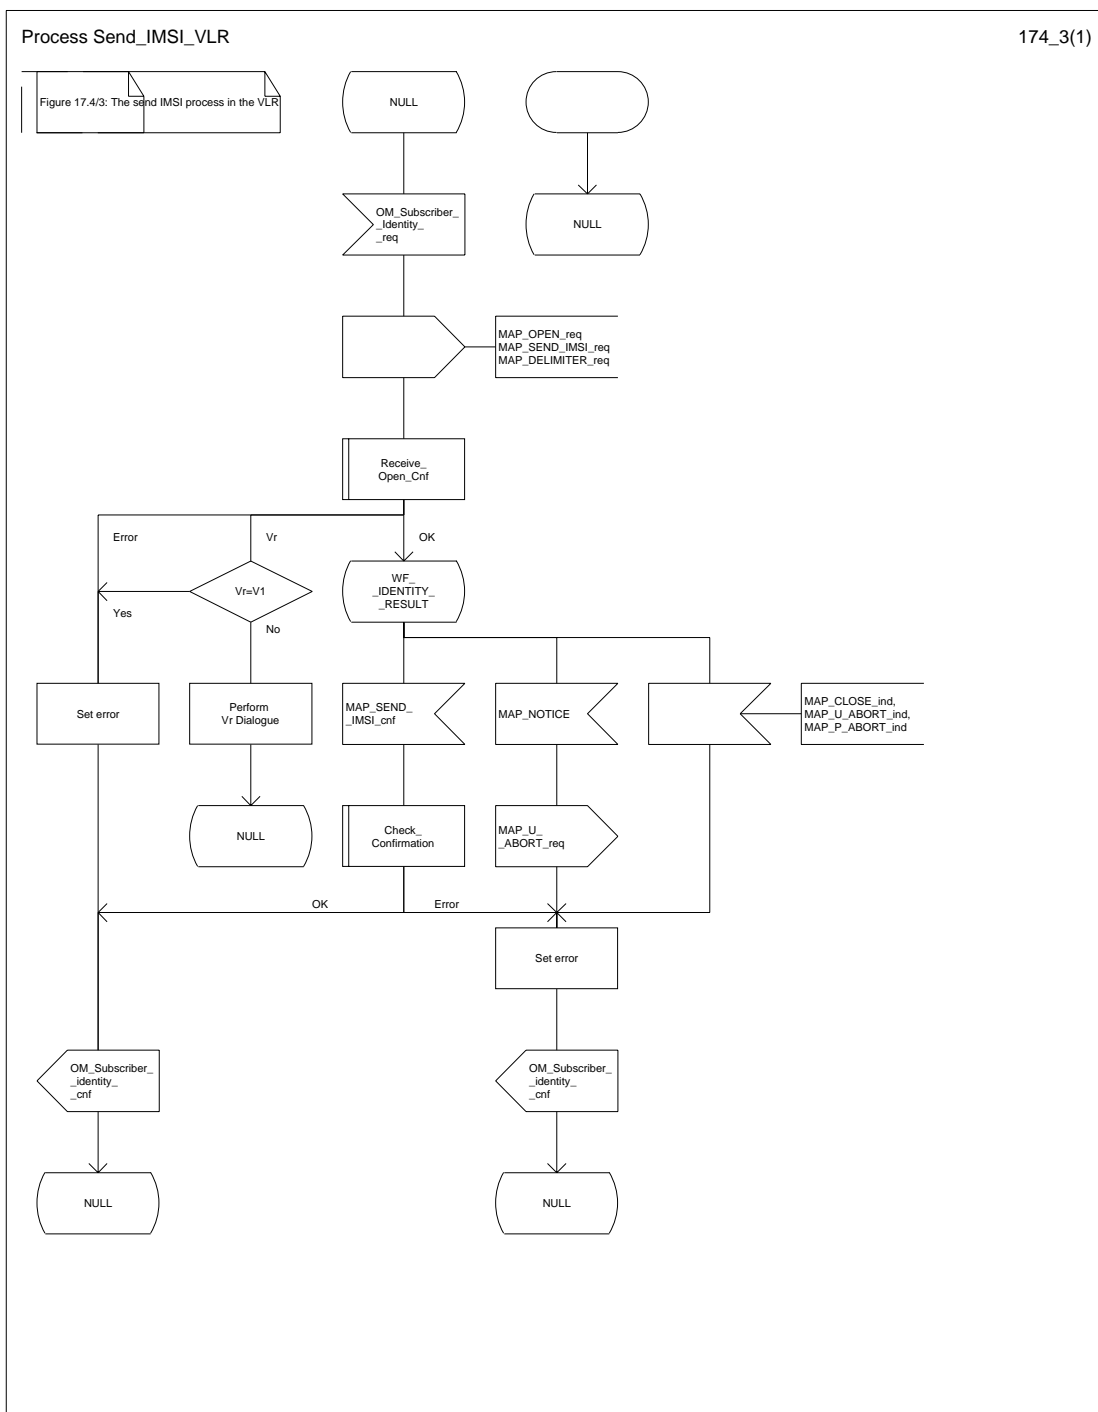 Process Send_IMSI_VLR
174_3(1)
Figure 17.4/3: The send IMSI process in the VLR
NULL
OM_Subscriber_
_Identity_
_req
NULL
MAP_OPEN_req
MAP_SEND_IMSI_req
MAP_DELIMITER_req
Receive_
Open_Cnf
Error
Vr
OK
Vr=V1
WF_
_IDENTITY_
_RESULT
Yes
No
Set error
Perform
Vr Dialogue
MAP_SEND_
_IMSI_cnf
MAP_NOTICE
MAP_CLOSE_ind,
MAP_U_ABORT_ind,
MAP_P_ABORT_ind
NULL
Check_
Confirmation
MAP_U_
_ABORT_req
OK
Error
Set error
OM_Subscriber_
_identity_
_cnf
OM_Subscriber_
_identity_
_cnf
NULL
NULL